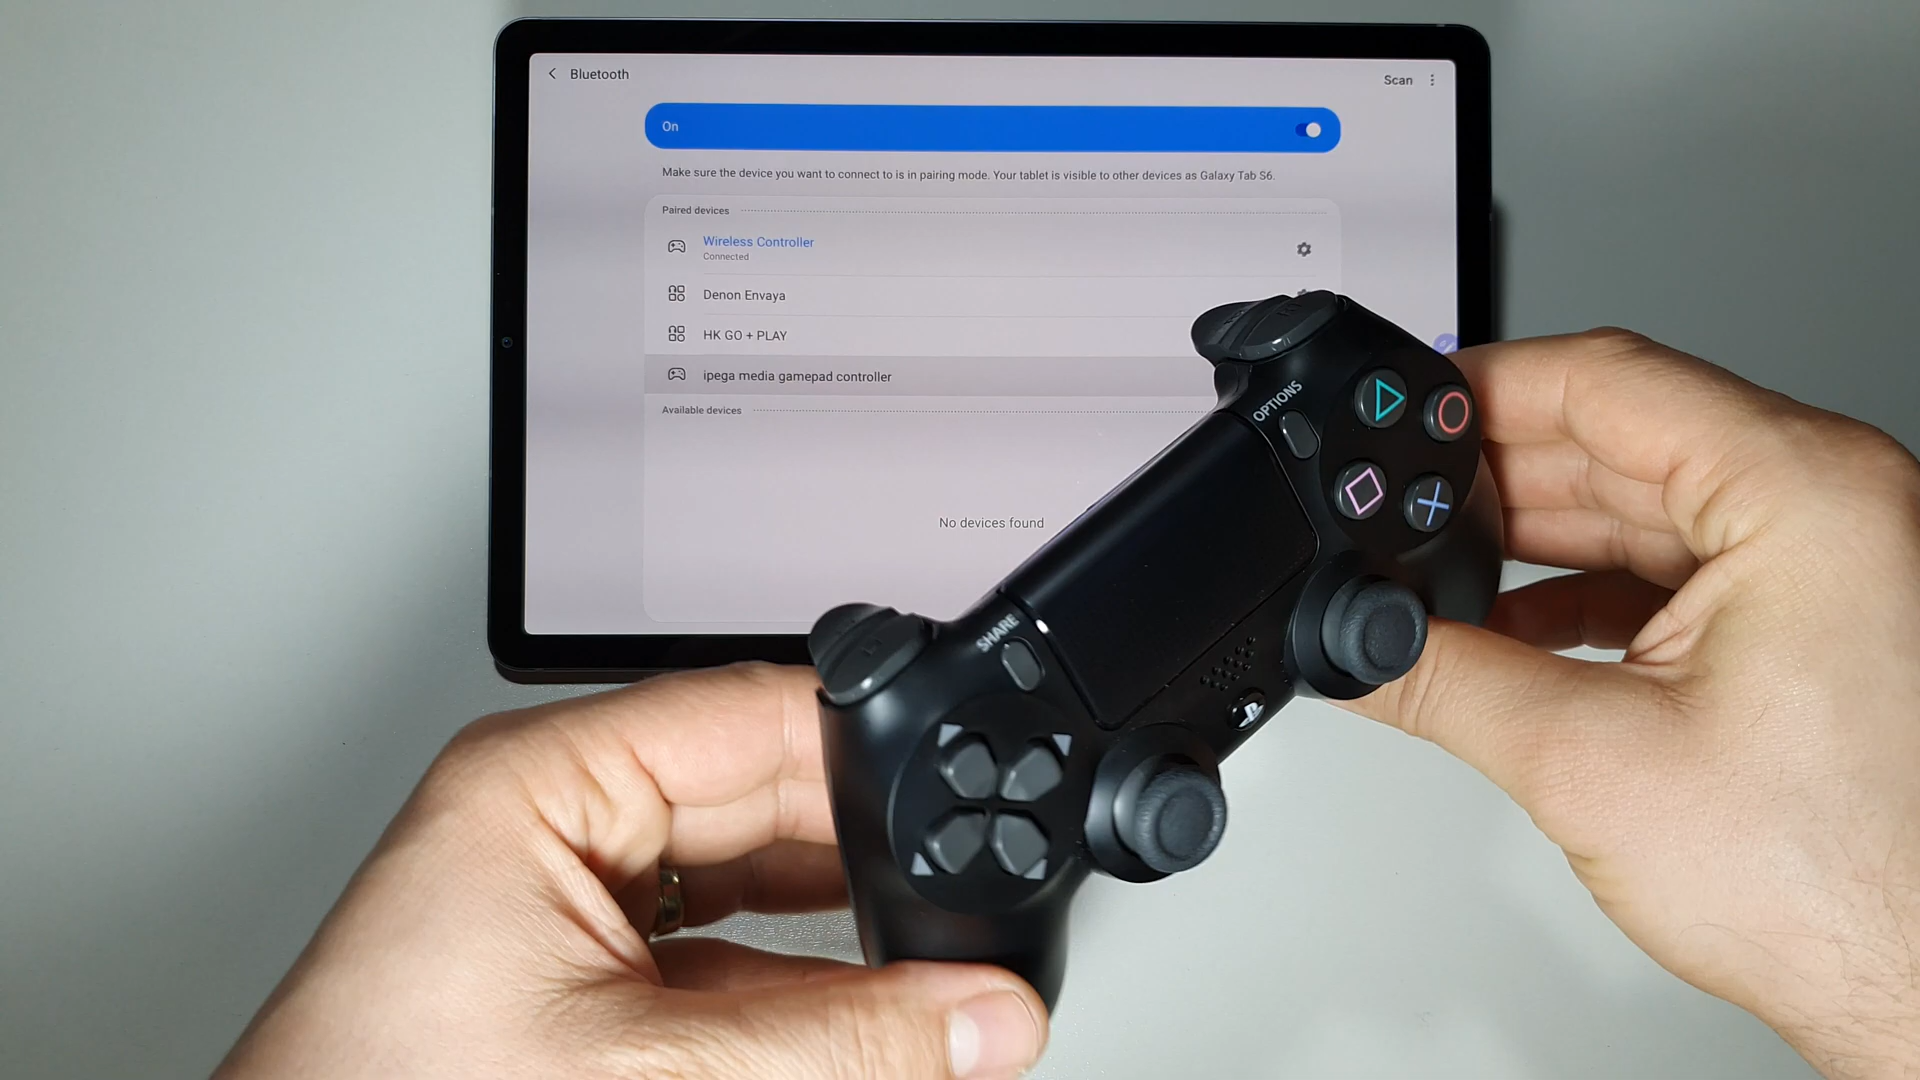 Bluetooth
Scan
On
Make sure the device you want to connect to is in pairing mode. Your tablet is visible to other devices as Galaxy Tab S6.
Paired devices
Wireless Controller
Connected
Denon Envaya
HK GO + PLAY
ipega media gamepad controller
Available devices
No devices found
OPTIONS
SHARE